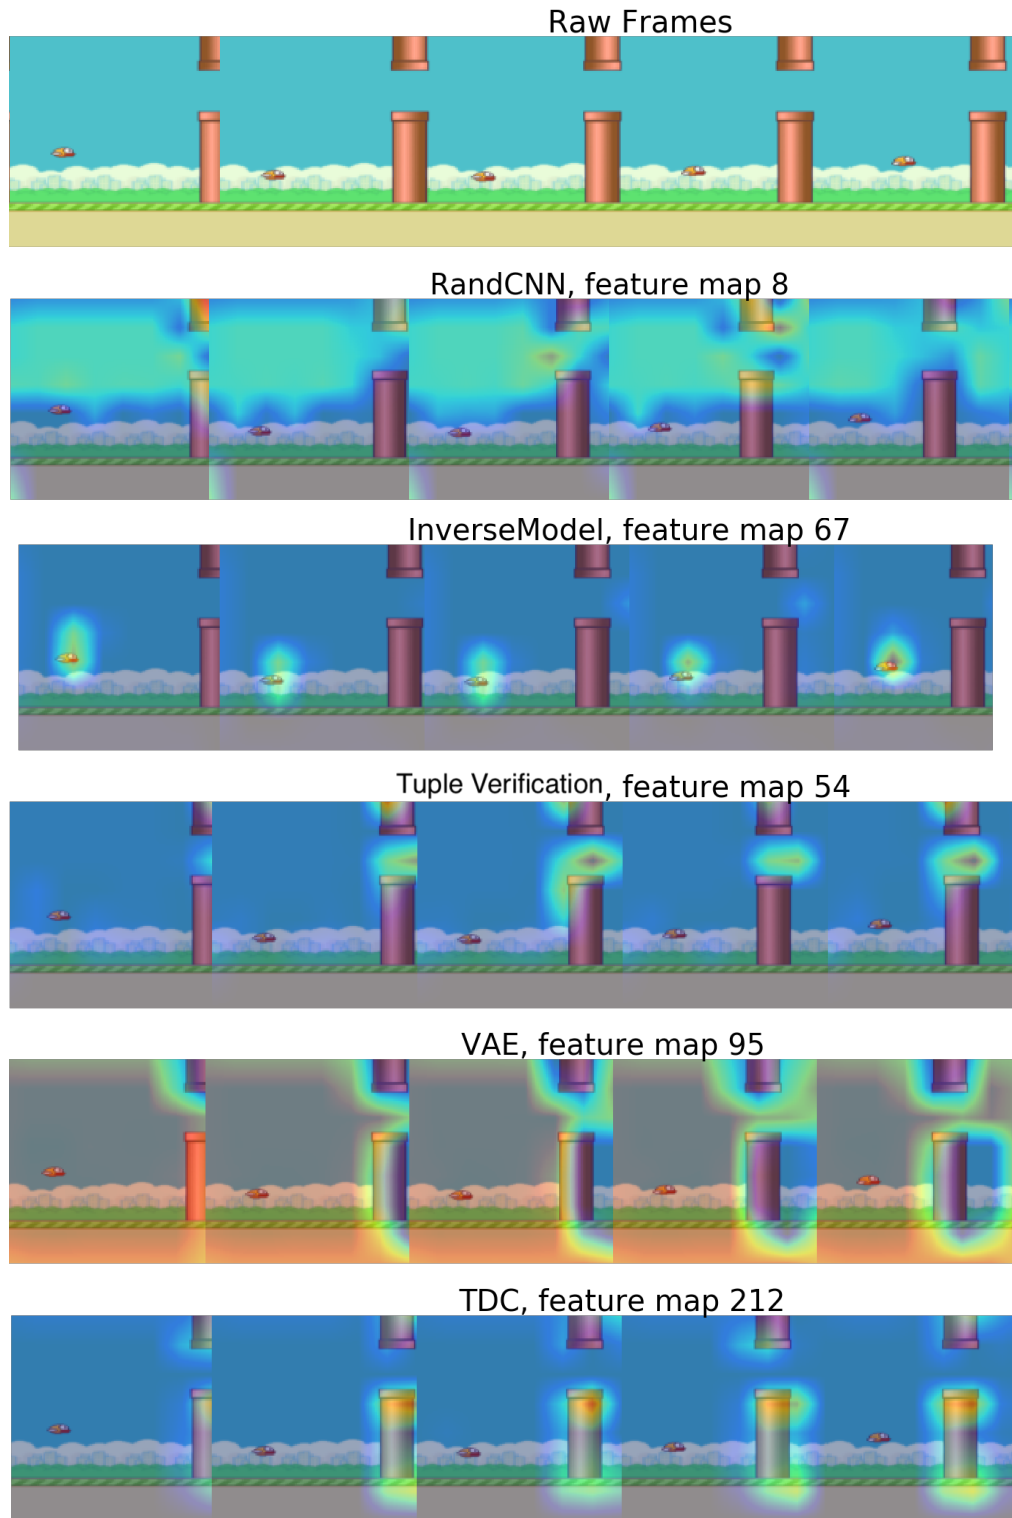 Raw Frames
RandCNN, feature map 8
InverseModel, feature map 67
Tuple Verification, feature map 54
VAE, feature map 95
TDC, feature map 212